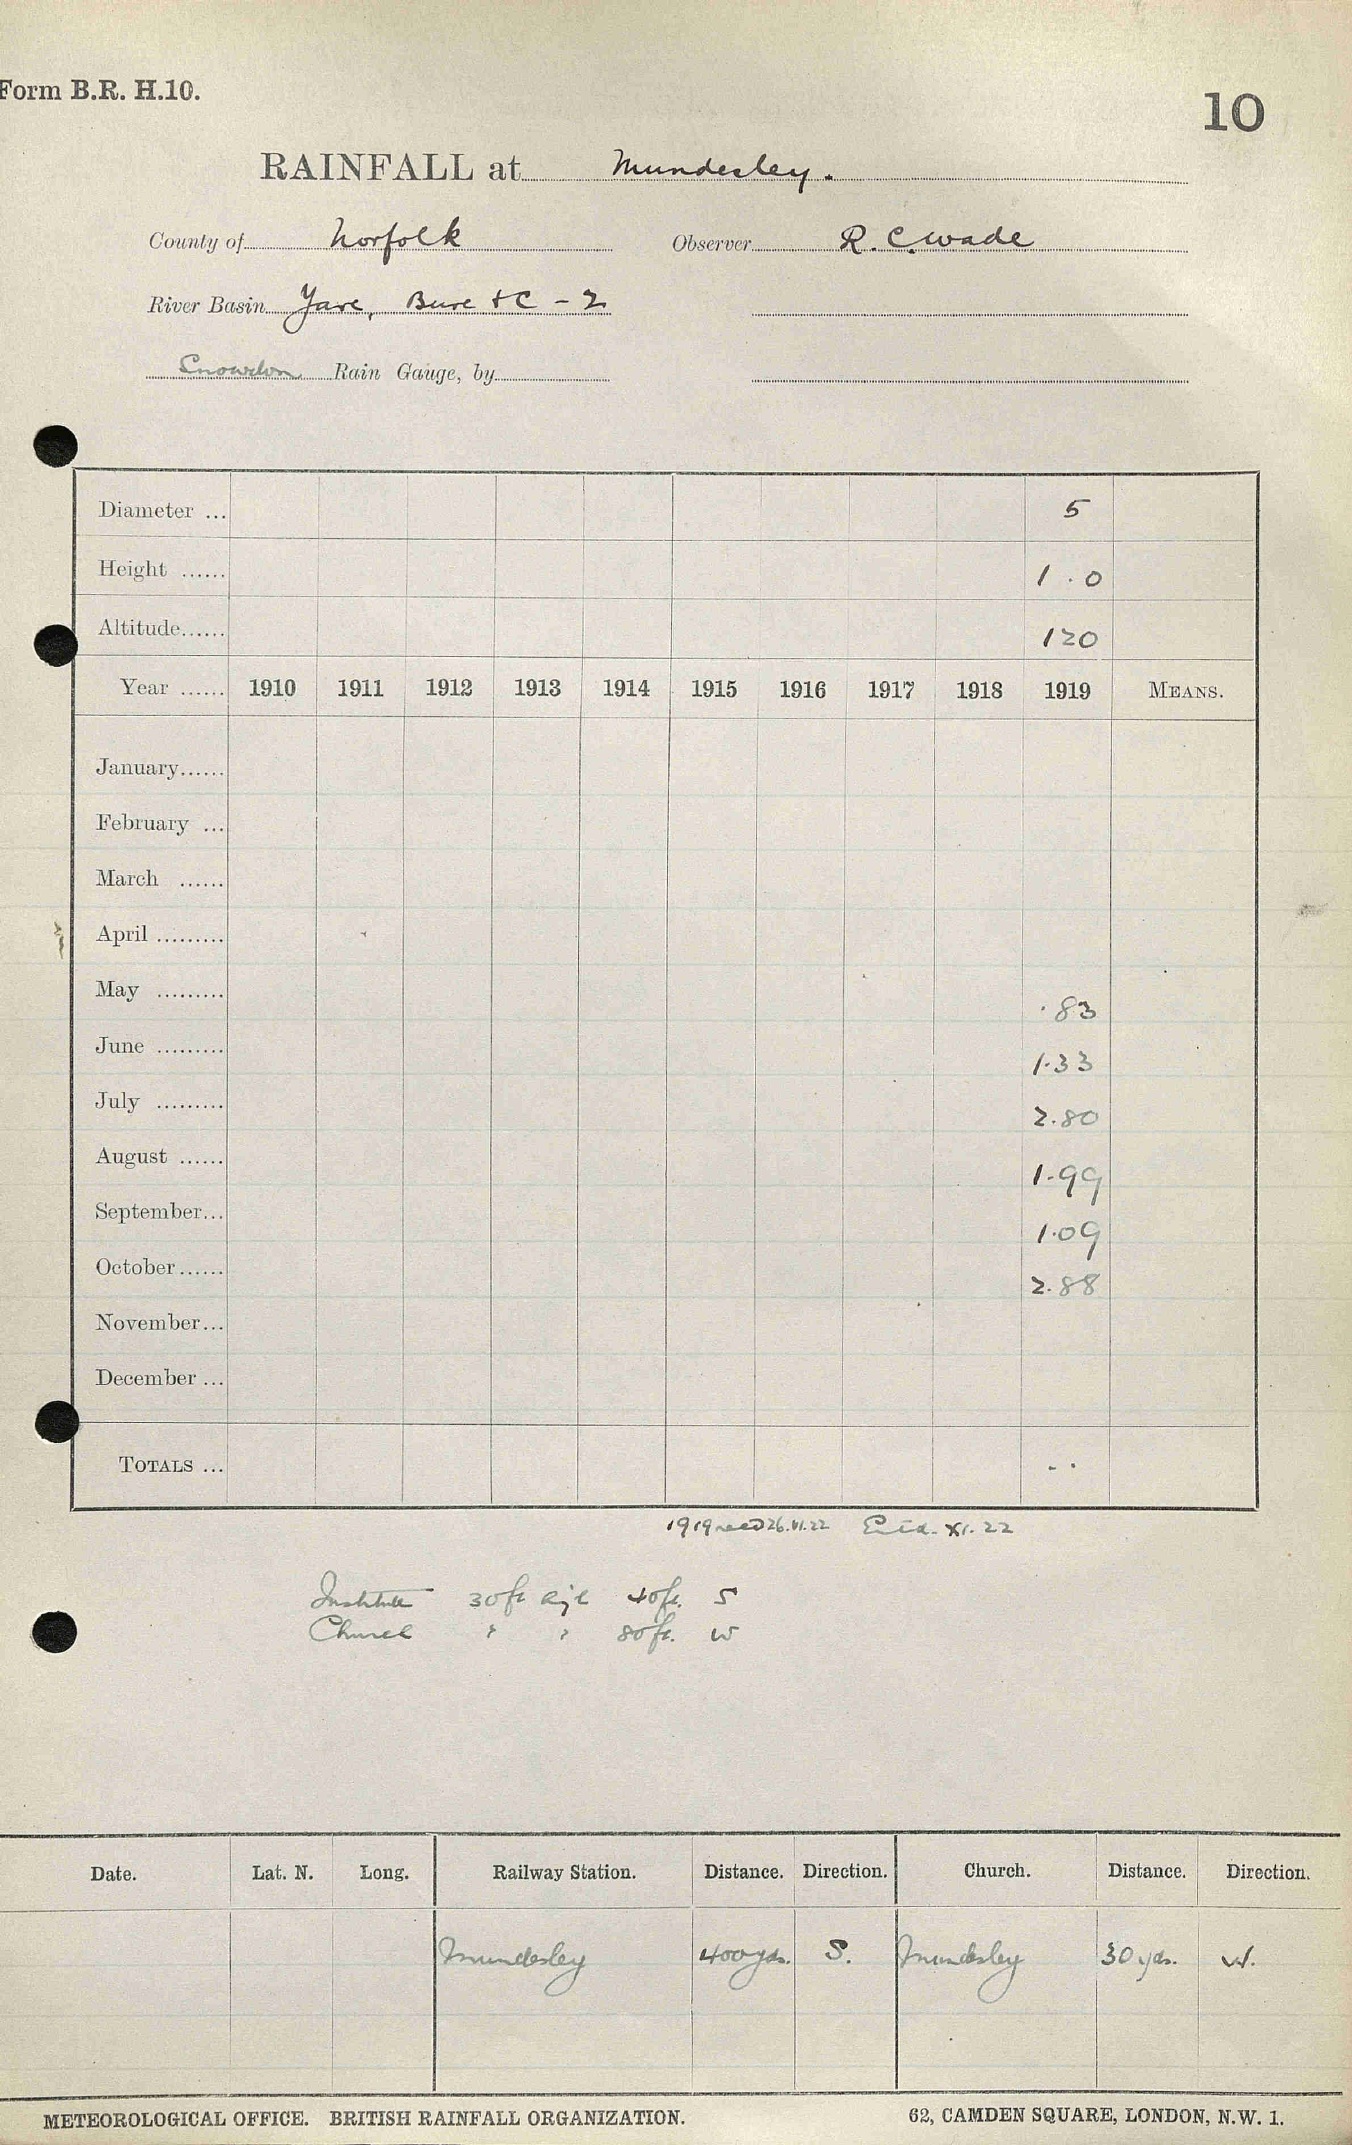 Form B.R. H.10.
10
RAINFALL at Mundesley.
County of Norfolk Observer R. C. Wade
River Basin Yare, Bure &c - 2
Snowdon Rain Gauge, by
Diameter ... 5
Height ...... 1.0
Altitude...... 120
Year ...... 1910 1911 1912 1913 1914 1915 1916 1917 1918 1919 MEANS.
January......
February ...
March ......
April .........
May ......... .83
June ......... 1.33
July ......... 2.80
August ...... 1.99
September... 1.09
October...... 2.88
November...
December ...
TOTALS ... - .
1919 recd 26.VI.22 Entd. XI.22
Institute 30ft high 40ft. S
Church " " 80ft. W
Date. Lat. N. Long. Railway Station. Distance. Direction. Church. Distance. Direction.
Mundesley 400 yds. S. Mundesley 30 yds. W.
METEOROLOGICAL OFFICE. BRITISH RAINFALL ORGANIZATION. 62, CAMDEN SQUARE, LONDON, N.W. 1.